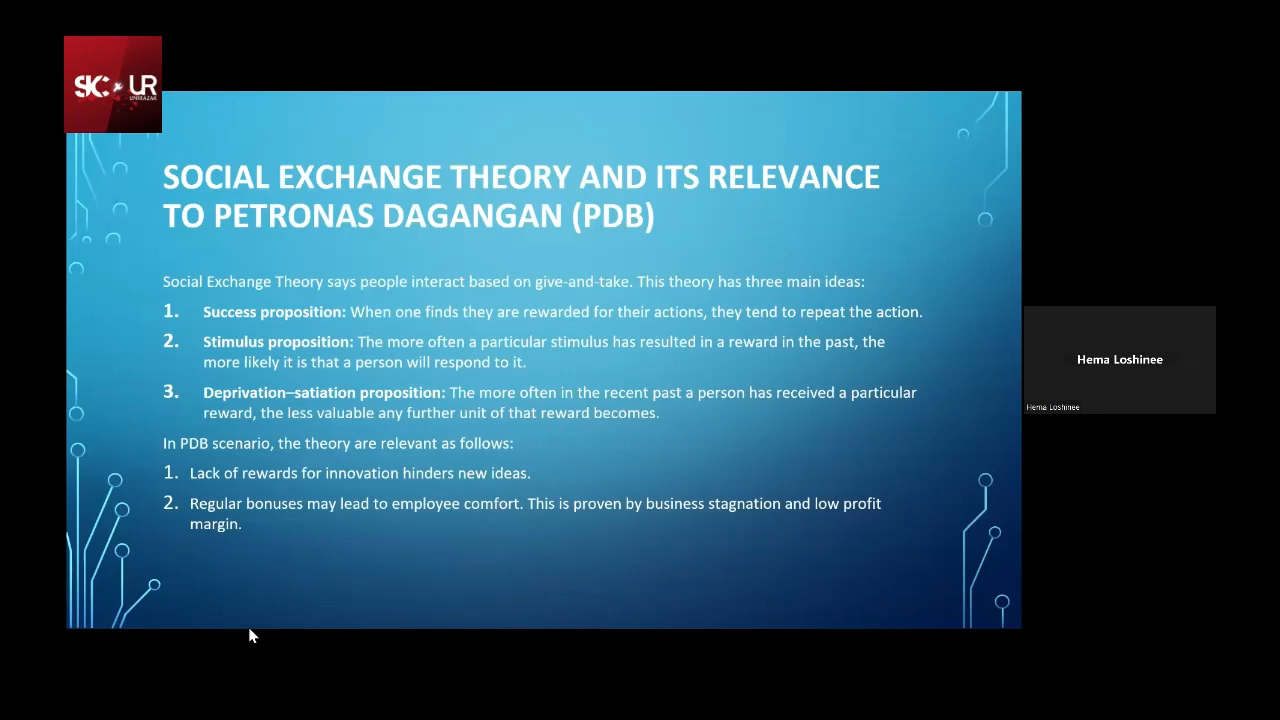 SIC UR
UNIRAZAK
SOCIAL EXCHANGE THEORY AND ITS RELEVANCE
TO PETRONAS DAGANGAN (PDB)
Social Exchange Theory says people interact based on give-and-take. This theory has three main ideas:
1. Success proposition: When one finds they are rewarded for their actions, they tend to repeat the action.
2. Stimulus proposition: The more often a particular stimulus has resulted in a reward in the past, the
more likely it is that a person will respond to it.
3. Deprivation–satiation proposition: The more often in the recent past a person has received a particular
reward, the less valuable any further unit of that reward becomes.
In PDB scenario, the theory are relevant as follows:
1. Lack of rewards for innovation hinders new ideas.
2. Regular bonuses may lead to employee comfort. This is proven by business stagnation and low profit
margin.
Hema Loshinee
Hema Loshinee